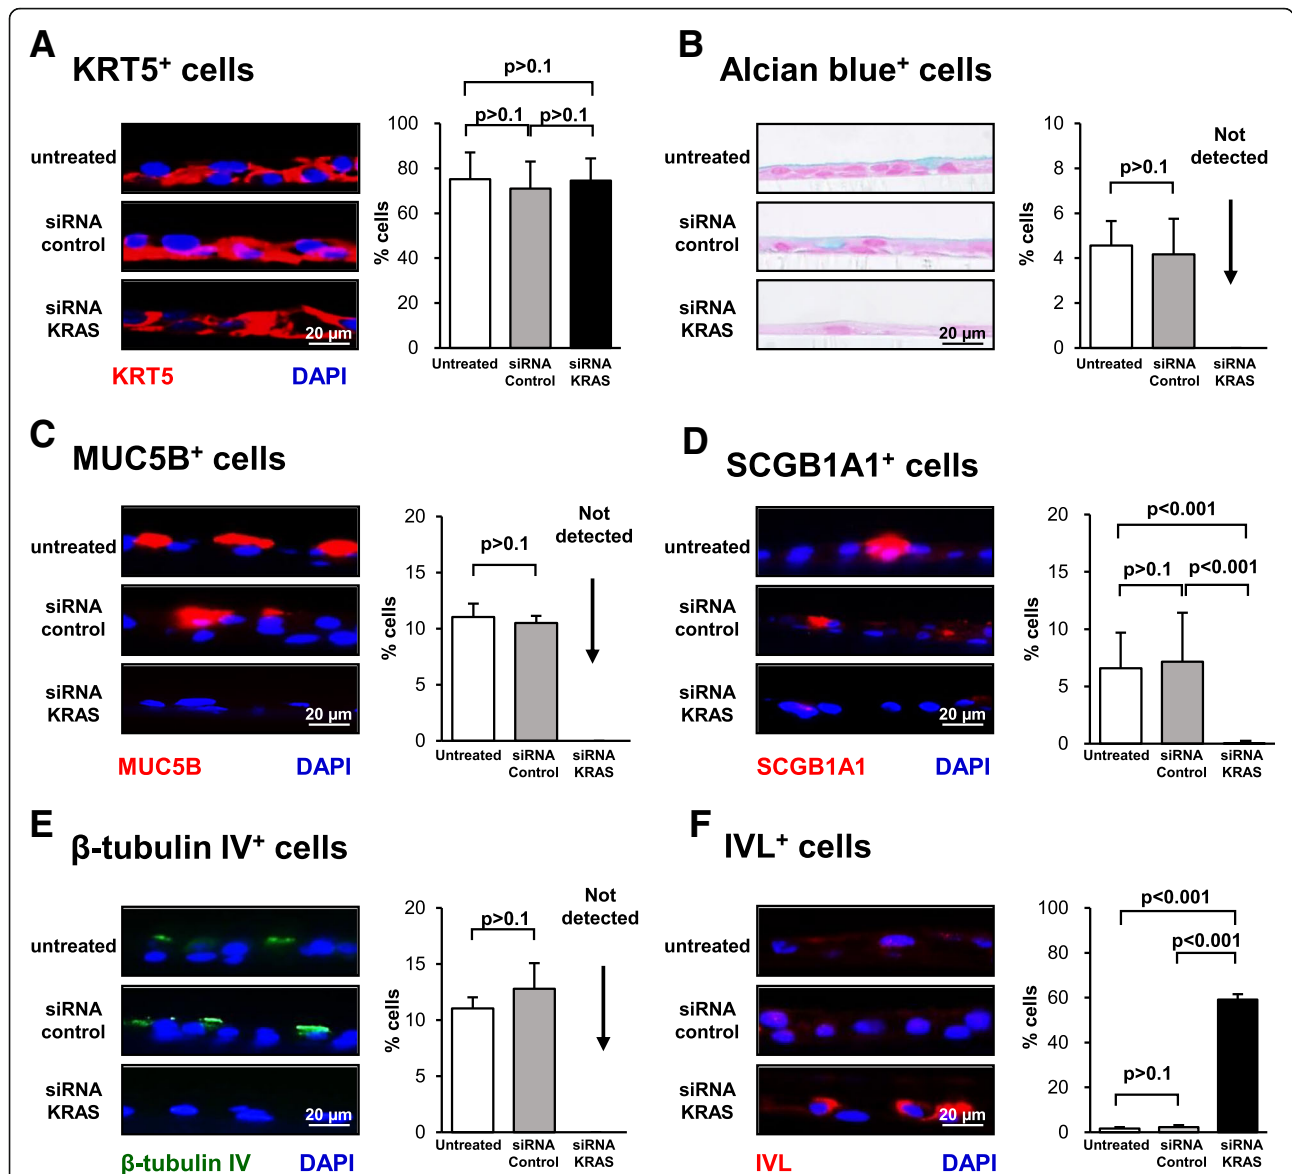 A
KRT5+ cells
untreated
siRNA
control
siRNA
KRAS
20 µm
KRT5 DAPI
p>0.1
p>0.1 p>0.1
100
80
60
40
20
0
% cells
Untreated siRNA Control siRNA KRAS
B
Alcian blue+ cells
untreated
siRNA
control
siRNA
KRAS
20 µm
Not
detected
p>0.1
10
8
6
4
2
0
% cells
Untreated siRNA Control siRNA KRAS
C
MUC5B+ cells
untreated
siRNA
control
siRNA
KRAS
20 µm
MUC5B DAPI
Not
detected
p>0.1
20
15
10
5
0
% cells
Untreated siRNA Control siRNA KRAS
D
SCGB1A1+ cells
untreated
siRNA
control
siRNA
KRAS
20 µm
SCGB1A1 DAPI
p<0.001
p>0.1 p<0.001
20
15
10
5
0
% cells
Untreated siRNA Control siRNA KRAS
E
β-tubulin IV+ cells
untreated
siRNA
control
siRNA
KRAS
20 µm
β-tubulin IV DAPI
Not
detected
p>0.1
20
15
10
5
0
% cells
Untreated siRNA Control siRNA KRAS
F
IVL+ cells
untreated
siRNA
control
siRNA
KRAS
20 µm
IVL DAPI
p<0.001
p<0.001
p>0.1
100
80
60
40
20
0
% cells
Untreated siRNA Control siRNA KRAS